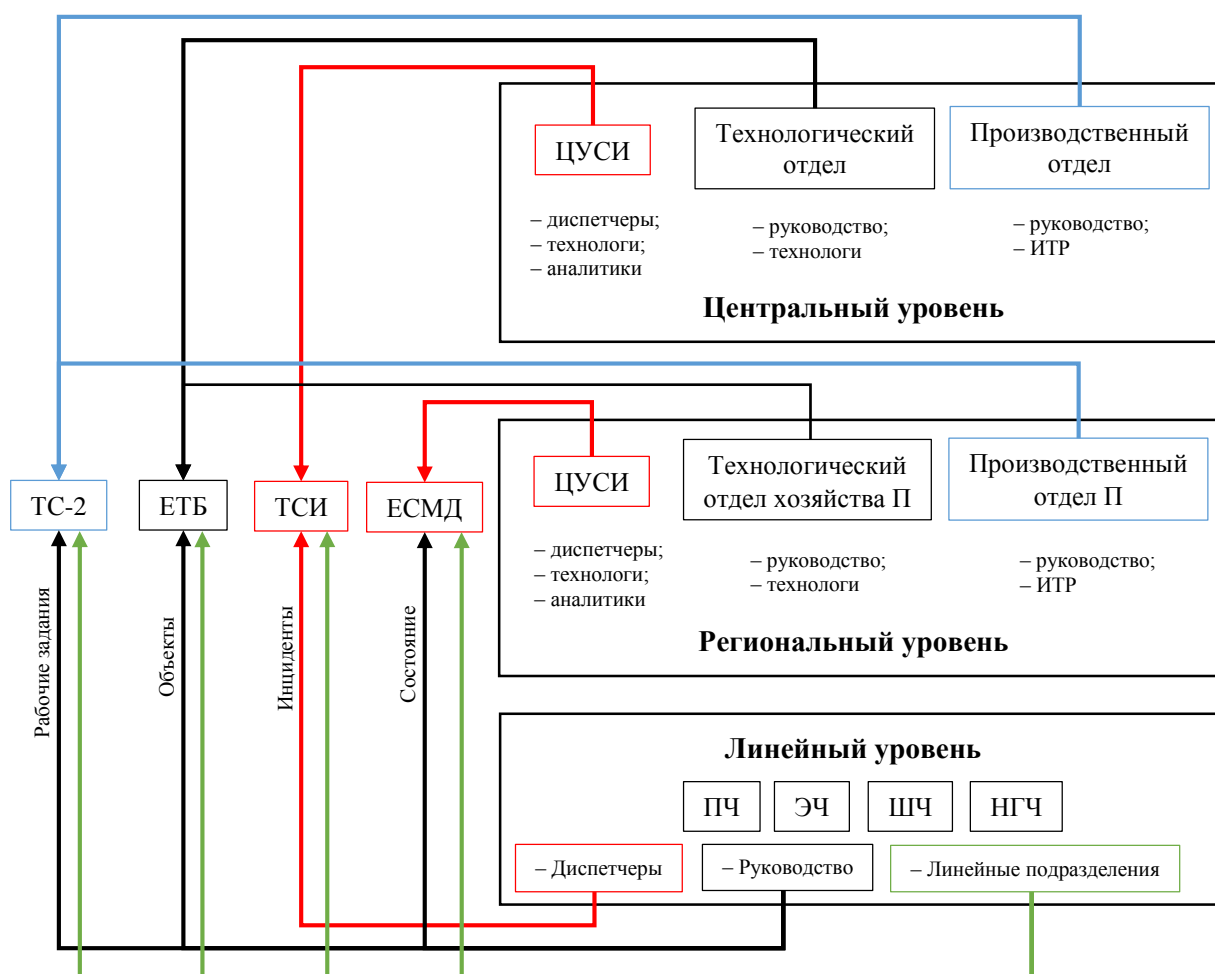 ЦУСИ
Технологический
отдел
Производственный
отдел
– диспетчеры;
– технологи;
– аналитики
– руководство;
– технологи
– руководство;
– ИТР
Центральный уровень
ТС-2
ЕТБ
ТСИ
ЕСМД
ЦУСИ
Технологический
отдел хозяйства П
Производственный
отдел П
– диспетчеры;
– технологи;
– аналитики
– руководство;
– технологи
– руководство;
– ИТР
Региональный уровень
Рабочие задания
Объекты
Инциденты
Состояние
Линейный уровень
ПЧ
ЭЧ
ШЧ
НГЧ
– Диспетчеры
– Руководство
– Линейные подразделения